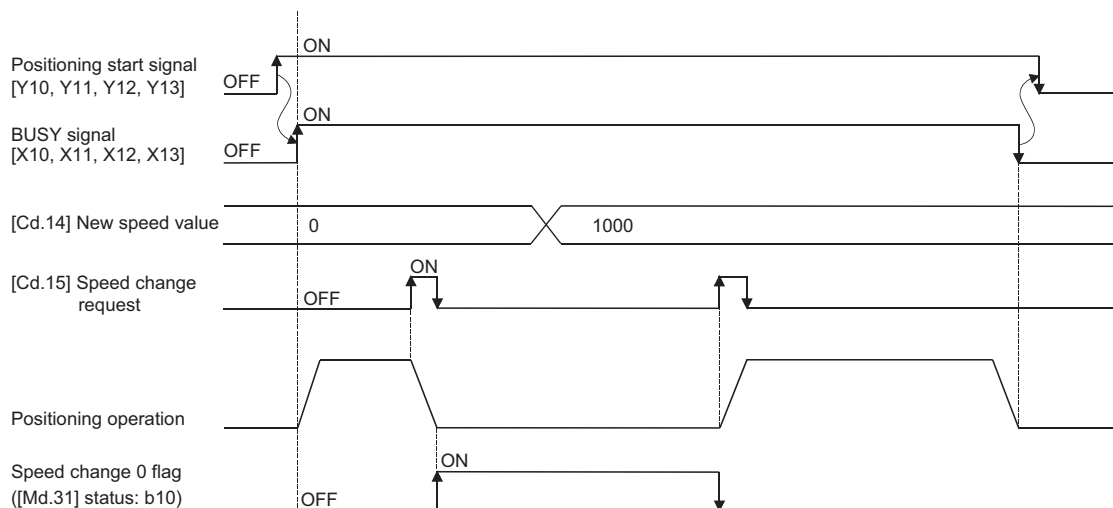 ON
Positioning start signal
[Y10, Y11, Y12, Y13]
OFF
ON
BUSY signal
[X10, X11, X12, X13]
OFF
[Cd.14] New speed value
0
1000
[Cd.15] Speed change
request
ON
OFF
Positioning operation
Speed change 0 flag
([Md.31] status: b10)
ON
OFF